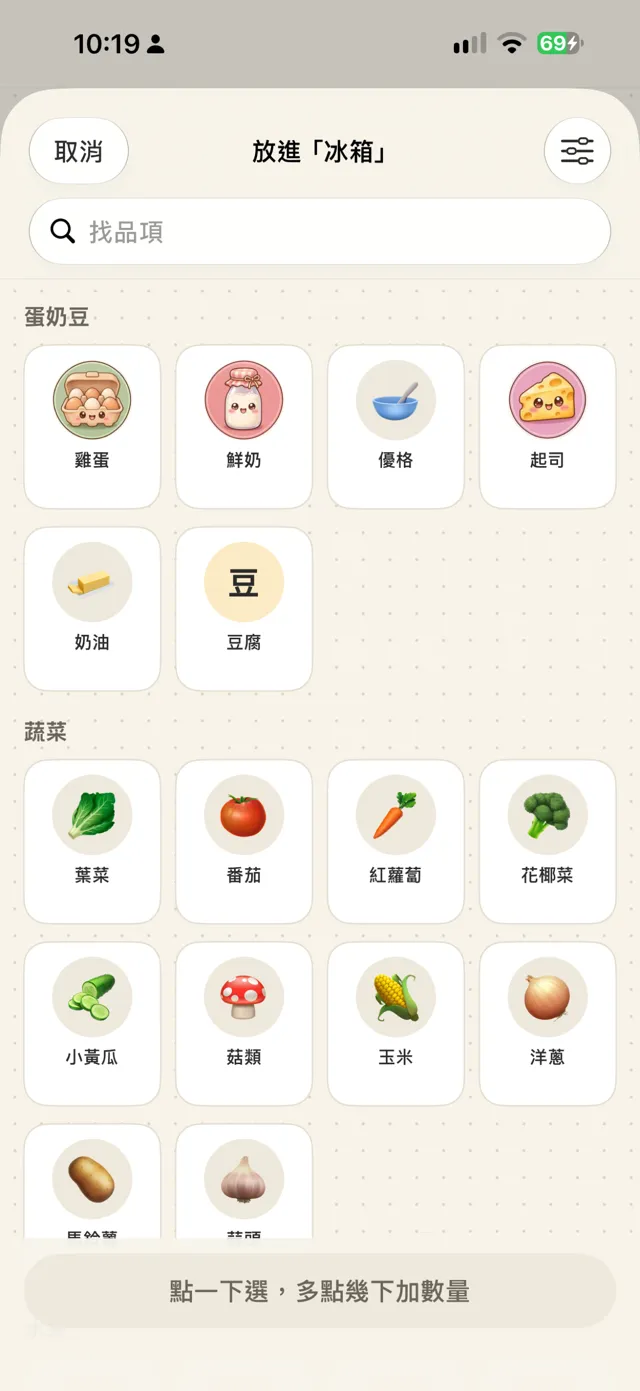 10:19
69
取消
放進「冰箱」
找品項
蛋奶豆
雞蛋
鮮奶
優格
起司
豆
奶油
豆腐
蔬菜
葉菜
番茄
紅蘿蔔
花椰菜
小黃瓜
菇類
玉米
洋蔥
點一下選，多點幾下加數量